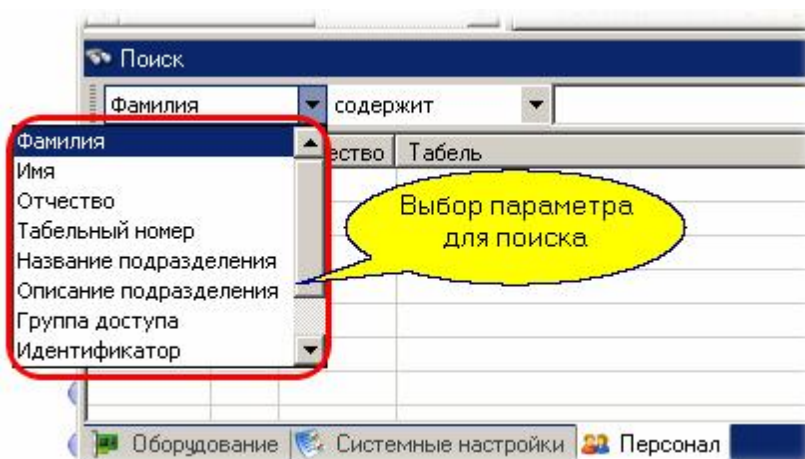 Поиск
Фамилия содержит
ество Табель
Фамилия
Имя
Отчество
Табельный номер
Название подразделения
Описание подразделения
Группа доступа
Идентификатор
Выбор параметра
для поиска
Оборудование Системные настройки Персонал